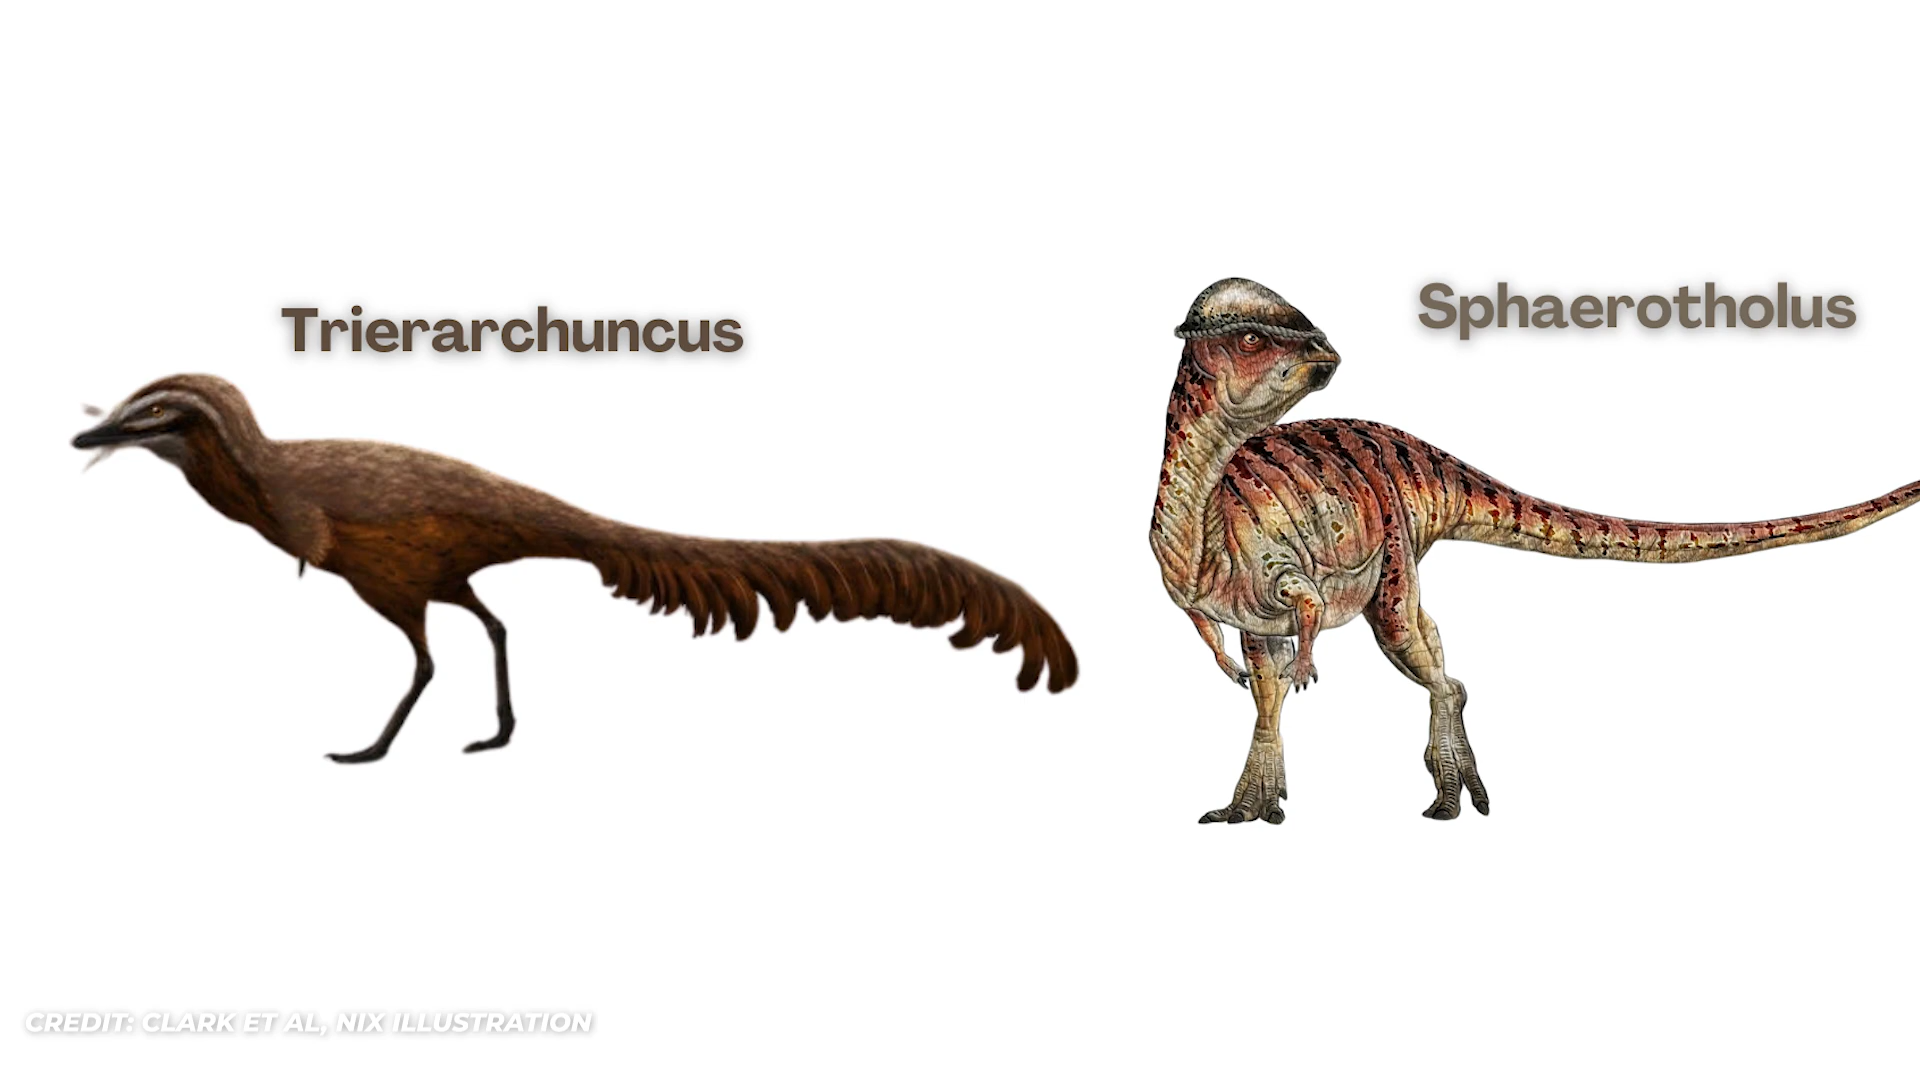 Sphaerotholus
Trierarchuncus
CREDIT: CLARK ET AL, NIX ILLUSTRATION